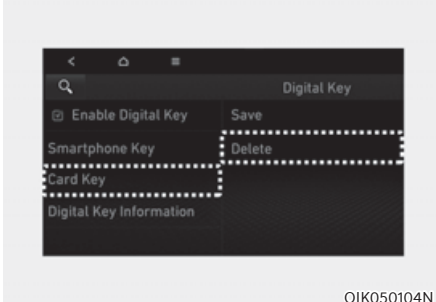 Digital Key
Enable Digital Key
Save
Smartphone Key
Delete
Card Key
Digital Key Information
OIK050104N